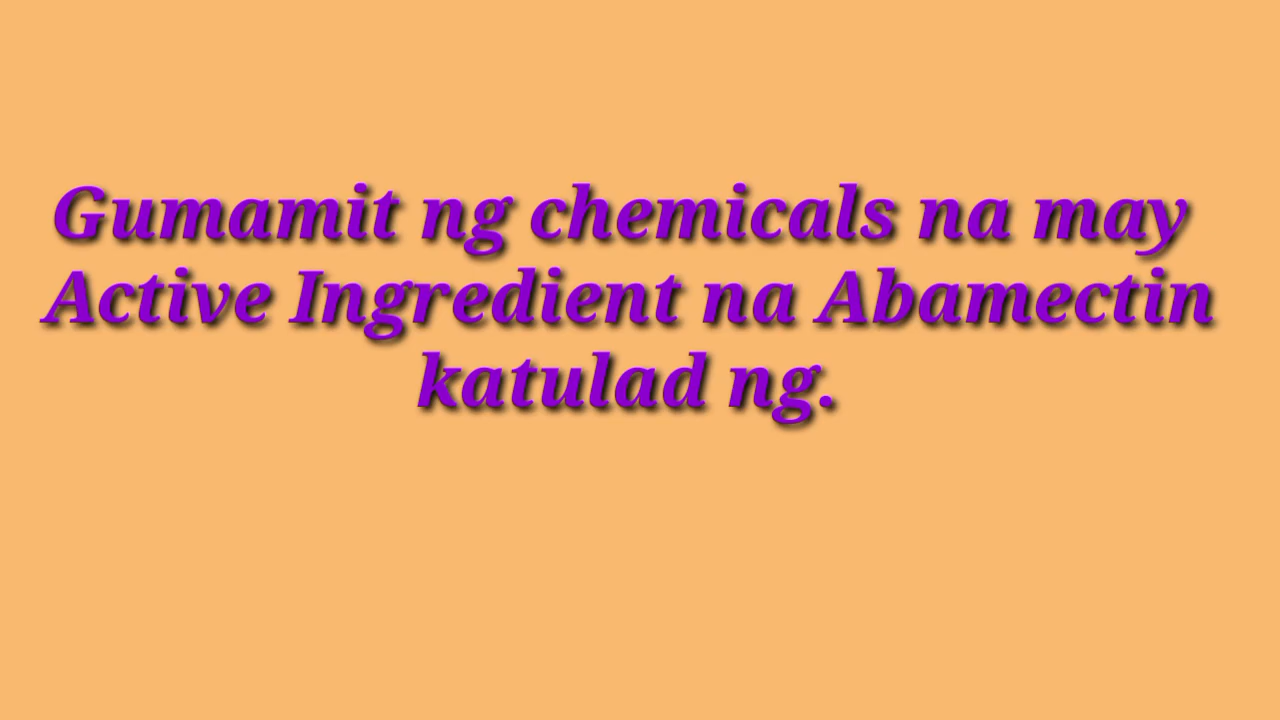 Gumamit ng chemicals na may
Active Ingredient na Abamectin
katulad ng.